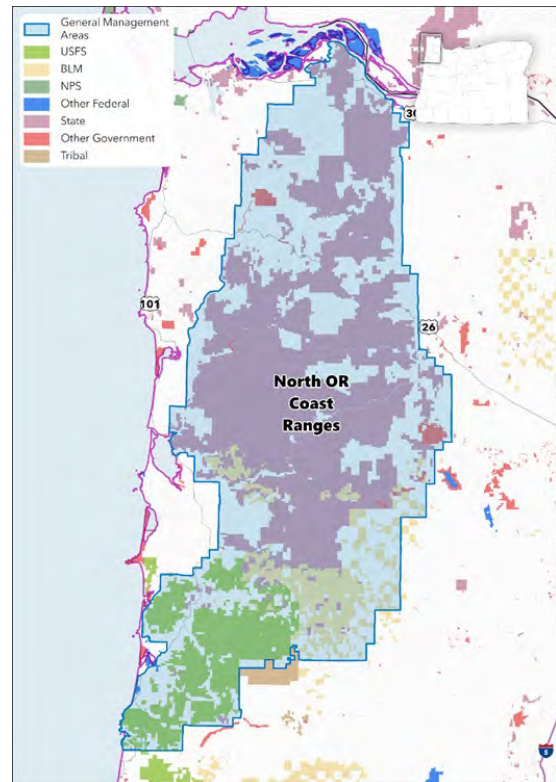 General Management
Areas
USFS
BLM
NPS
Other Federal
State
Other Government
Tribal
30
101
26
North OR
Coast
Ranges
5